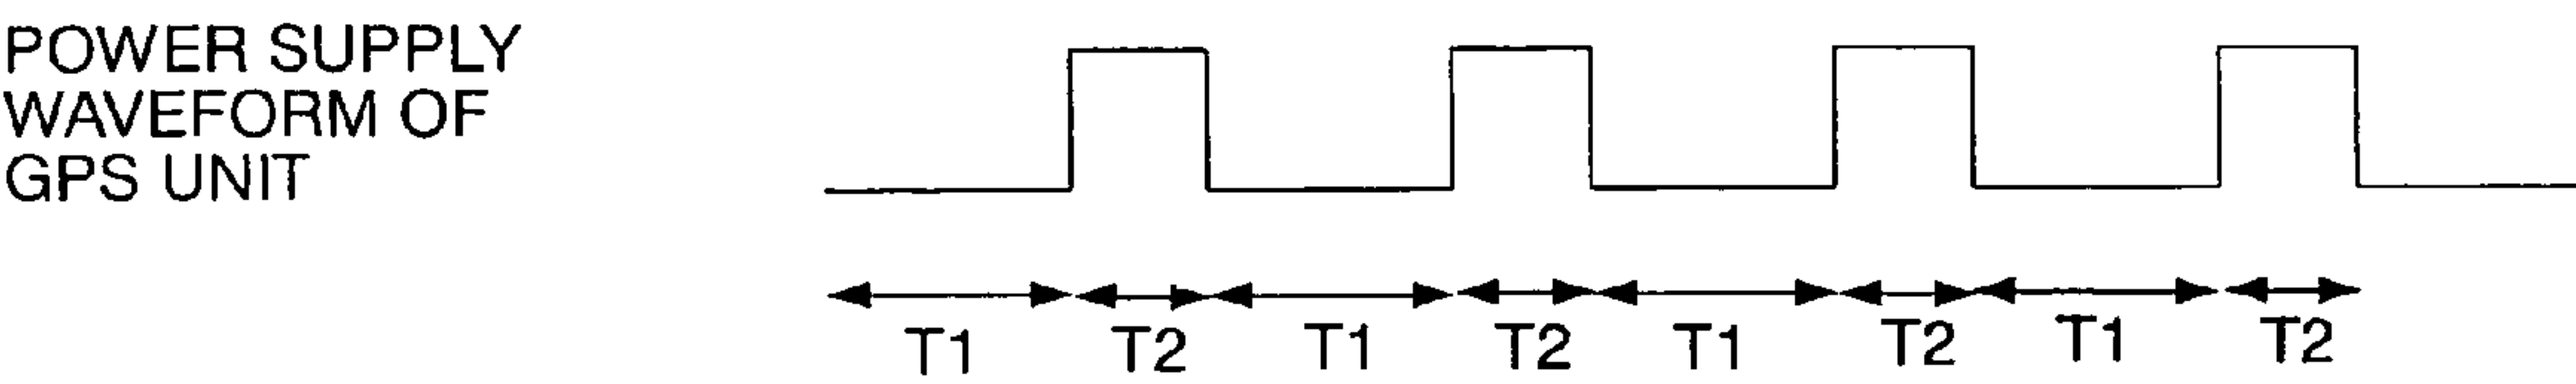 POWER SUPPLY
WAVEFORM OF
GPS UNIT
T1 T2 T1 T2 T1 T2 T1 T2